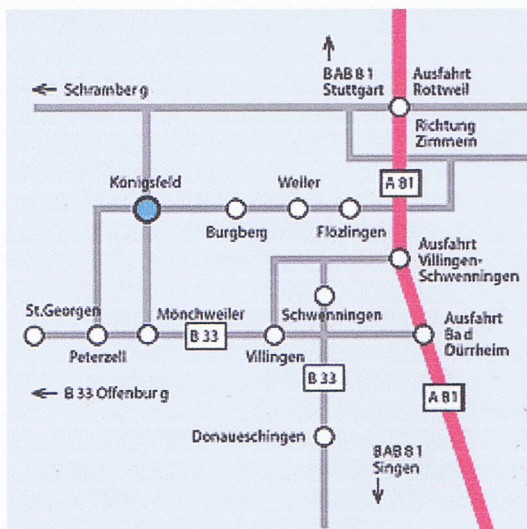 BAB 81
Stuttgart
Ausfahrt
Rottweil
← Schramberg
Richtung
Zimmern
Königsfeld
Weiler
A 81
Burgberg
Flözlingen
Ausfahrt
Villingen-
Schwenningen
St.Georgen
Mönchweiler
Schwenningen
Ausfahrt
Bad
Dürrheim
Peterzell
B 33
Villingen
B 33
← B 33 Offenburg
A 81
Donaueschingen
BAB 81
Singen